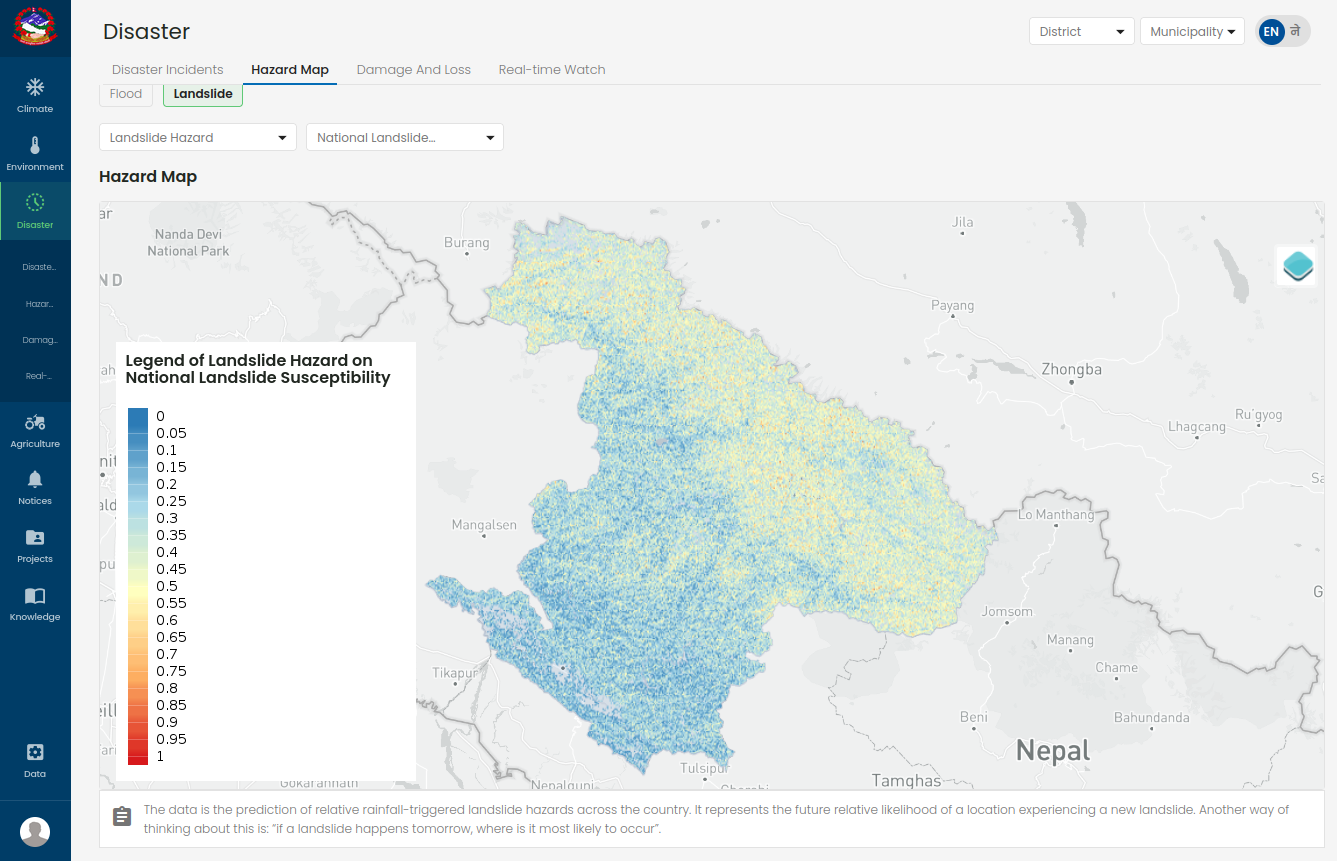 Disaster
District
Municipality
EN
ने
Disaster Incidents
Hazard Map
Damage And Loss
Real-time Watch
Flood
Landslide
Landslide Hazard
National Landslide...
Hazard Map
Climate
Environment
Disaster
Disaste...
Hazar...
Damag...
Real-...
Agriculture
Notices
Projects
Knowledge
Data
ar
Nanda Devi
National Park
ND
Burang
Jila
Payang
Zhongba
Ru'gyog
Lhagcang
Sa
Lo Manthang
Mangalsen
ah
nit
ald
pu
G
Jomsom
Manang
Chame
Tikapur
Beni
Bahundanda
Nepal
Tulsipur
Tamghas
Nepalgunj
Gokarannath
Legend of Landslide Hazard on
National Landslide Susceptibility
0
0.05
0.1
0.15
0.2
0.25
0.3
0.35
0.4
0.45
0.5
0.55
0.6
0.65
0.7
0.75
0.8
0.85
0.9
0.95
1
The data is the prediction of relative rainfall-triggered landslide hazards across the country. It represents the future relative likelihood of a location experiencing a new landslide. Another way of
thinking about this is: “if a landslide happens tomorrow, where is it most likely to occur”.